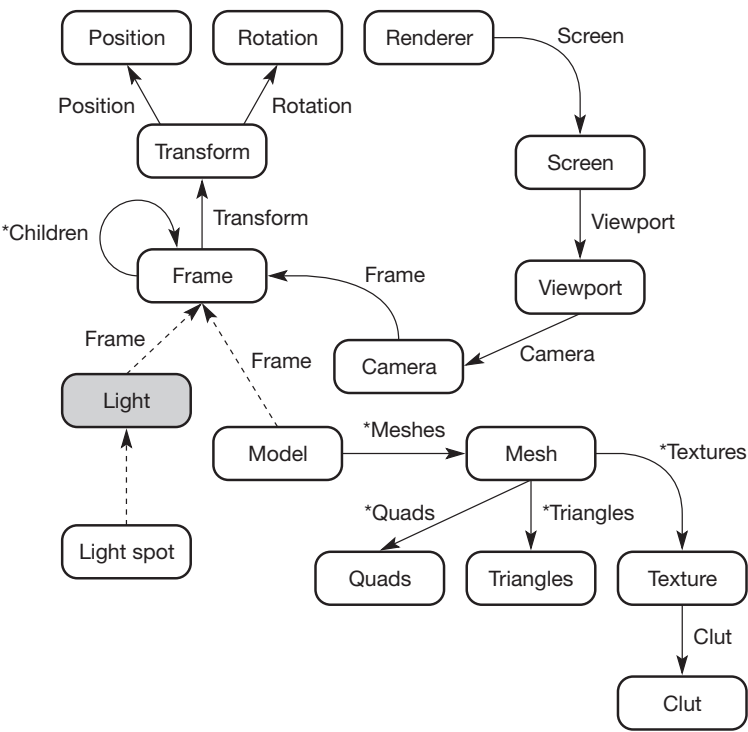 Position
Rotation
Renderer
Screen
Position
Rotation
Transform
Screen
*Children
Transform
Viewport
Frame
Frame
Viewport
Frame
Frame
Camera
Camera
Light
*Meshes
Model
Mesh
*Textures
*Quads
*Triangles
Light spot
Quads
Triangles
Texture
Clut
Clut